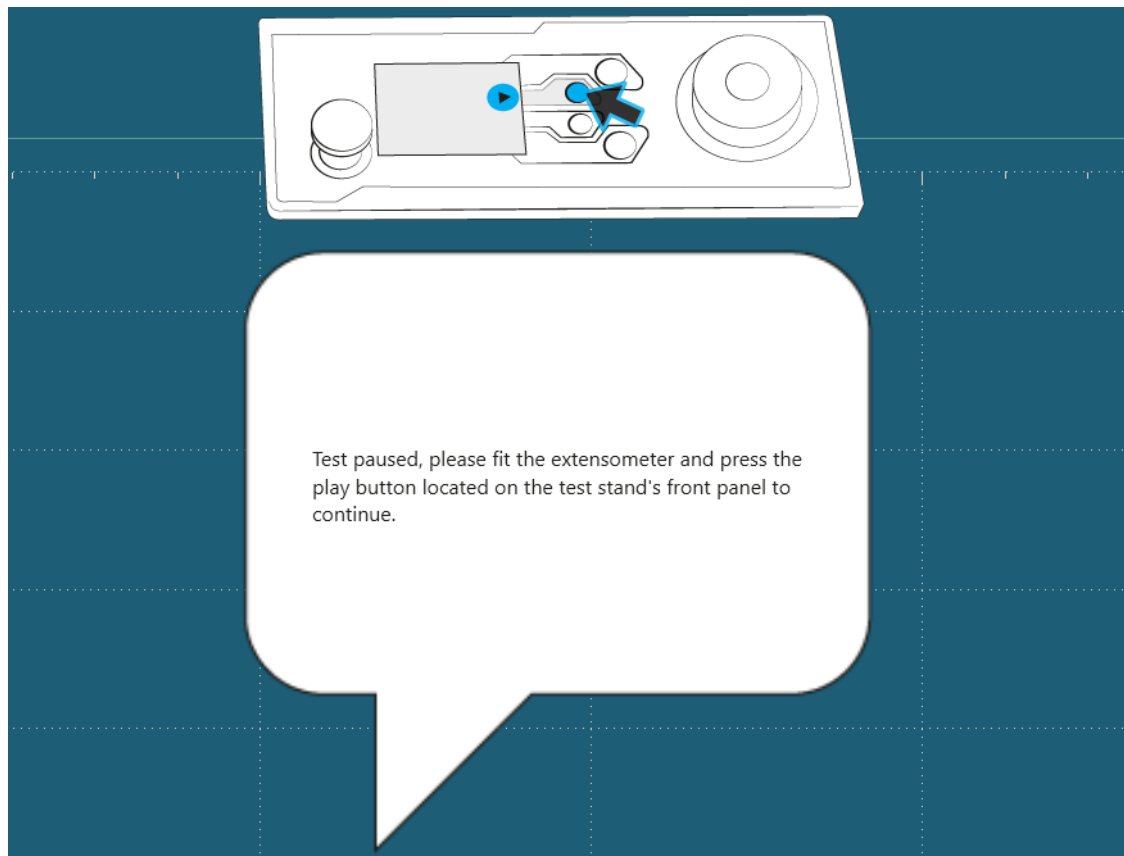 Test paused, please fit the extensometer and press the
play button located on the test stand's front panel to
continue.